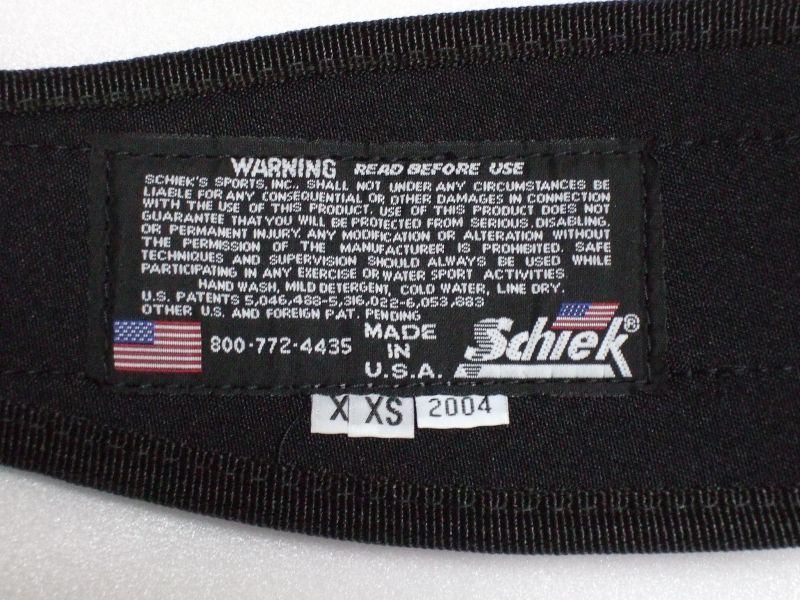 WARNING READ BEFORE USE
SCHIEK'S SPORTS, INC., SHALL NOT UNDER ANY CIRCUMSTANCES BE
LIABLE FOR ANY CONSEQUENTIAL OR OTHER DAMAGES IN CONNECTION
WITH THE USE OF THIS PRODUCT. USE OF THIS PRODUCT DOES NOT
GUARANTEE THAT YOU WILL BE PROTECTED FROM SERIOUS, DISABLING,
OR PERMANENT INJURY. ANY MODIFICATION OR ALTERATION WITHOUT
THE PERMISSION OF THE MANUFACTURER IS PROHIBITED. SAFE
TECHNIQUES AND SUPERVISION SHOULD ALWAYS BE USED WHILE
PARTICIPATING IN ANY EXERCISE OR WATER SPORT ACTIVITIES
HAND WASH, MILD DETERGENT, COLD WATER, LINE DRY.
U.S. PATENTS 5,046,488-5,316,022-6,053,883
OTHER U.S. AND FOREIGN PAT. PENDING
800-772-4435
MADE
IN
U.S.A.
Schiek®
X XS 2004